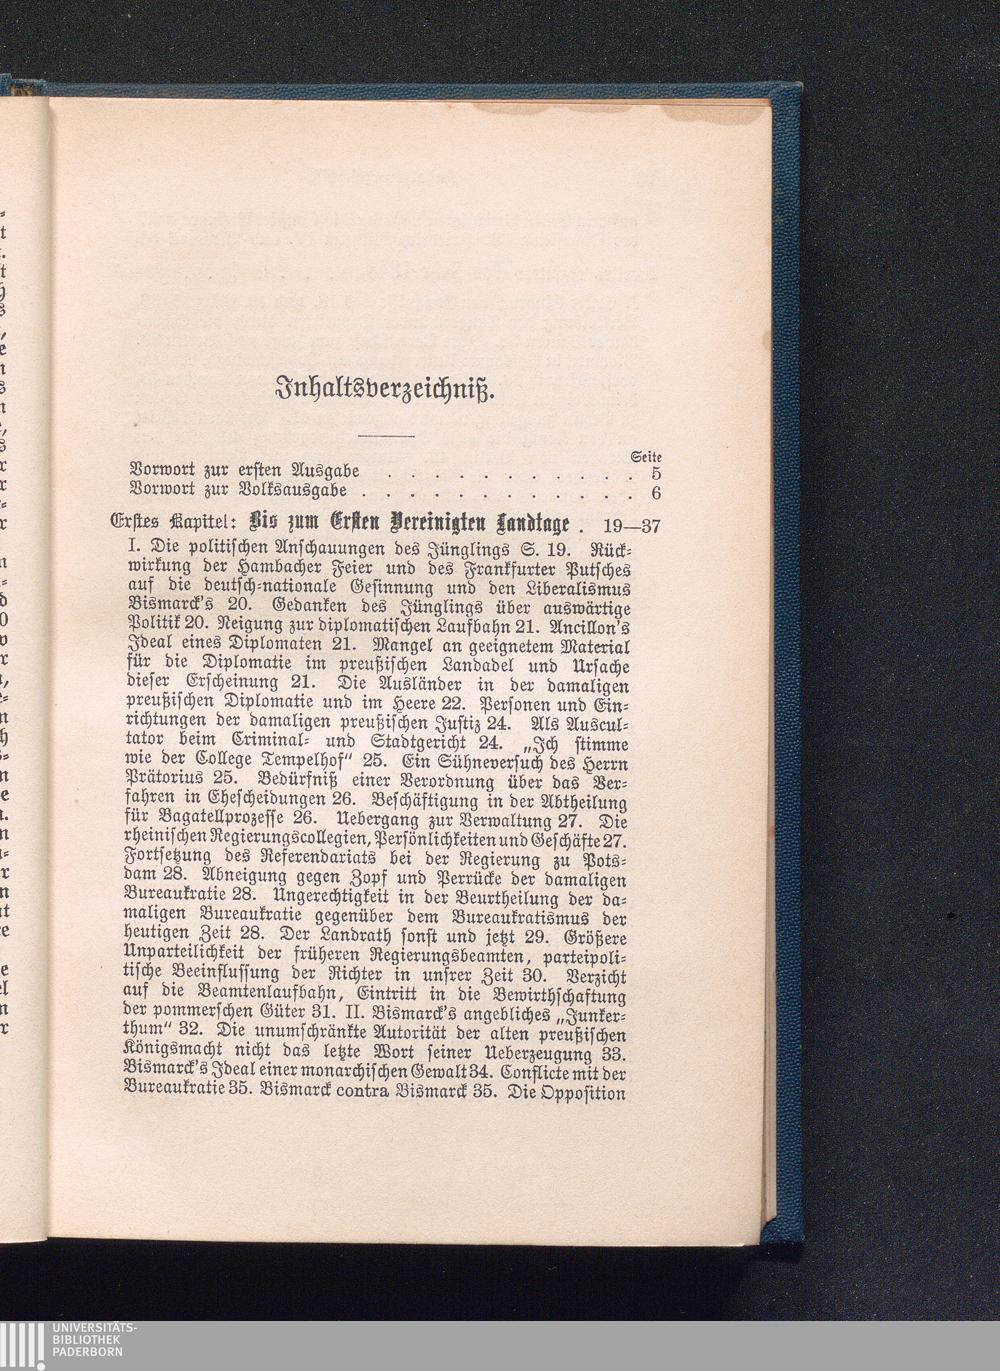 Inhaltsverzeichniß.
Seite
Vorwort zur ersten Ausgabe . . . . . . . . . . . 5
Vorwort zur Volksausgabe . . . . . . . . . . . . 6
Erstes Kapitel: Bis zum Ersten Vereinigten Landtage . 19—37
I. Die politischen Anschauungen des Jünglings S. 19. Rück-
wirkung der Hambacher Feier und des Frankfurter Putsches
auf die deutsch-nationale Gesinnung und den Liberalismus
Bismarck's 20. Gedanken des Jünglings über auswärtige
Politik 20. Neigung zur diplomatischen Laufbahn 21. Ancillon's
Ideal eines Diplomaten 21. Mangel an geeignetem Material
für die Diplomatie im preußischen Landadel und Ursache
dieser Erscheinung 21. Die Ausländer in der damaligen
preußischen Diplomatie und im Heere 22. Personen und Ein-
richtungen der damaligen preußischen Justiz 24. Als Auscul-
tator beim Criminal- und Stadtgericht 24. „Ich stimme
wie der College Tempelhof“ 25. Ein Sühneversuch des Herrn
Prätorius 25. Bedürfniß einer Verordnung über das Ver-
fahren in Ehescheidungen 26. Beschäftigung in der Abtheilung
für Bagatellprozesse 26. Uebergang zur Verwaltung 27. Die
rheinischen Regierungscollegien, Persönlichkeiten und Geschäfte 27.
Fortsetzung des Referendariats bei der Regierung zu Pots-
dam 28. Abneigung gegen Zopf und Perrücke der damaligen
Bureaukratie 28. Ungerechtigkeit in der Beurtheilung der da-
maligen Bureaukratie gegenüber dem Bureaukratismus der
heutigen Zeit 28. Der Landrath sonst und jetzt 29. Größere
Unparteilichkeit der früheren Regierungsbeamten, parteipoli-
tische Beeinflussung der Richter in unsrer Zeit 30. Verzicht
auf die Beamtenlaufbahn, Eintritt in die Bewirthschaftung
der pommerschen Güter 31. II. Bismarck's angebliches „Junker-
thum“ 32. Die unumschränkte Autorität der alten preußischen
Königsmacht nicht das letzte Wort seiner Ueberzeugung 33.
Bismarck's Ideal einer monarchischen Gewalt 34. Conflicte mit der
Bureaukratie 35. Bismarck contra Bismarck 35. Die Opposition
UNIVERSITÄTS-
BIBLIOTHEK
PADERBORN